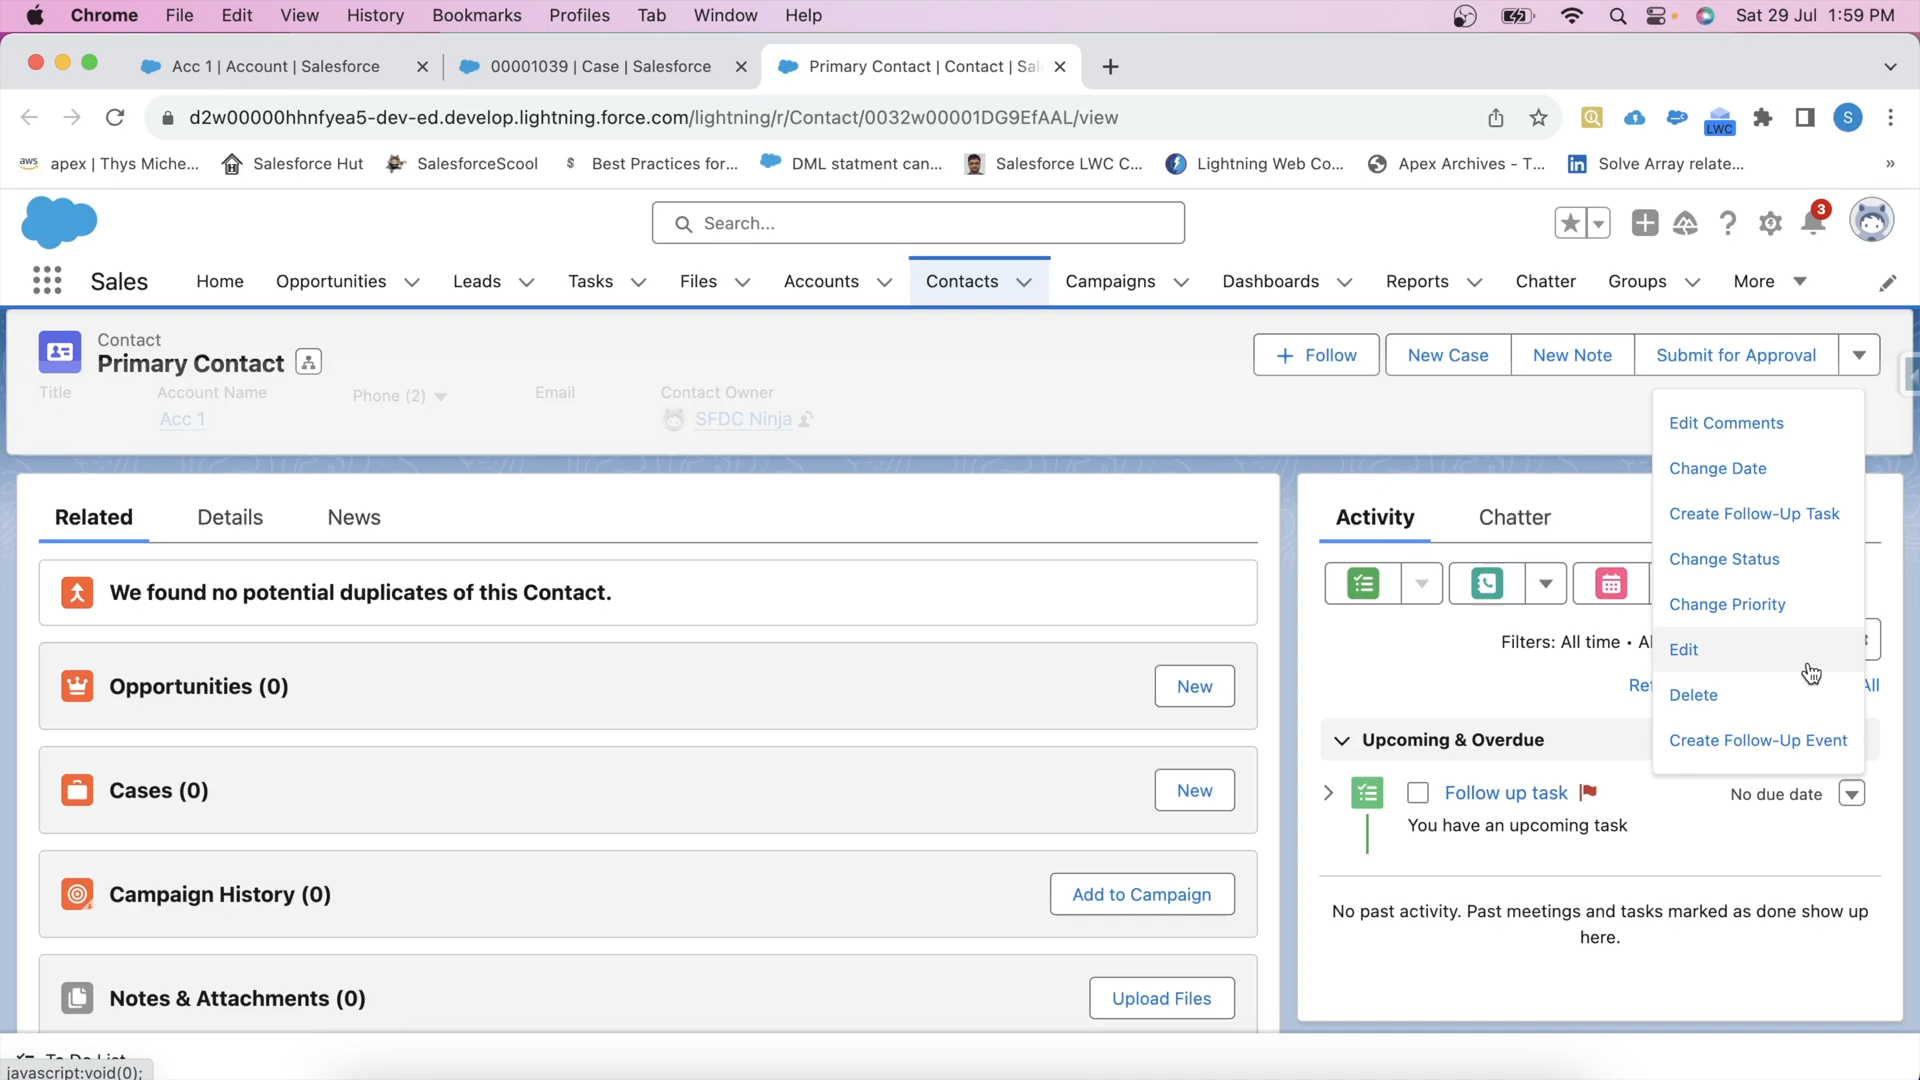 Chrome File Edit View History Bookmarks Profiles Tab Window Help Sat 29 Jul 1:59 PM
Acc 1 | Account | Salesforce 00001039 | Case | Salesforce Primary Contact | Contact | Sal
d2w00000hhnfyea5-dev-ed.develop.lightning.force.com/lightning/r/Contact/0032w00001DG9EfAAL/view LWC S
aws apex | Thys Miche... Salesforce Hut SalesforceScool S Best Practices for... DML statment can... Salesforce LWC C... Lightning Web Co... Apex Archives - T... in Solve Array relate... »
Search... 3
Sales Home Opportunities Leads Tasks Files Accounts Contacts Campaigns Dashboards Reports Chatter Groups More
Contact
Primary Contact
Follow New Case New Note Submit for Approval
Title Account Name Phone (2) Email Contact Owner
Acc 1 SFDC Ninja
Edit Comments
Change Date
Create Follow-Up Task
Change Status
Change Priority
Edit
Delete
Create Follow-Up Event
Related Details News
We found no potential duplicates of this Contact.
Opportunities (0) New
Cases (0) New
Campaign History (0) Add to Campaign
Notes & Attachments (0) Upload Files
Activity Chatter
Filters: All time •
All
Upcoming & Overdue
Follow up task No due date
You have an upcoming task
No past activity. Past meetings and tasks marked as done show up
here.
To Do List
javascript:void(0);